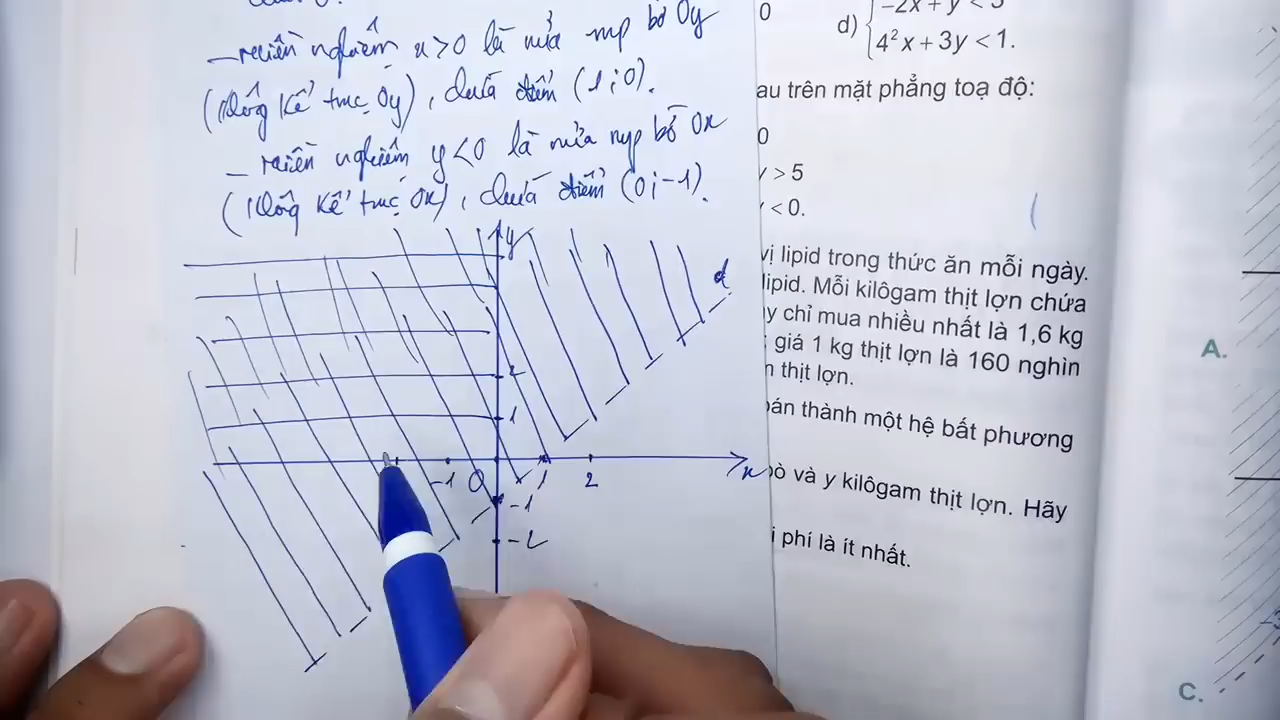 – miền nghiệm x > 0 là nửa mp bờ Oy
(Không kể trục Oy), chứa điểm (1; 0).
– miền nghiệm y < 0 là nửa mp bờ Ox
(Không kể trục Ox), chứa điểm (0; -1).
y
d
2
1
-1 O 1 2 x
-1
-2
0
d) { -2x + y < 3
4² x + 3y < 1.
au trên mặt phẳng toạ độ:
0
y > 5
y < 0.
vị lipid trong thức ăn mỗi ngày.
lipid. Mỗi kilôgam thịt lợn chứa
y chỉ mua nhiều nhất là 1,6 kg
; giá 1 kg thịt lợn là 160 nghìn
n thịt lợn.
oán thành một hệ bất phương
bò và y kilôgam thịt lợn. Hãy
i phí là ít nhất.
A.
C.